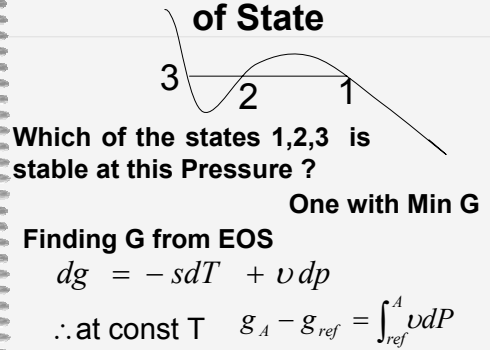 of State
3 2 1
Which of the states 1,2,3 is
stable at this Pressure ?
One with Min G
Finding G from EOS
dg = − sdT + υ dp
∴at const T g_A − g_ref = ∫_ref^A υdP